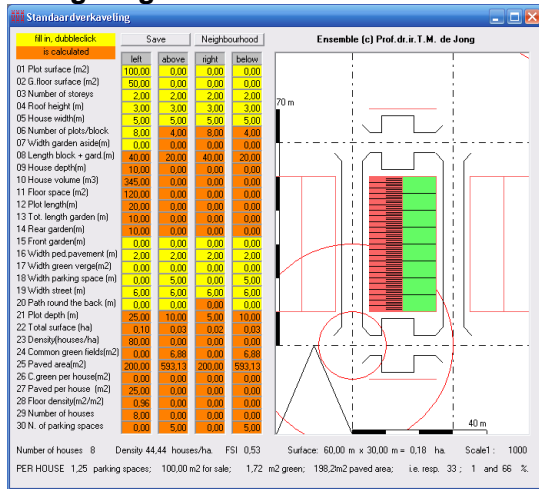 Standaardverkaveling
fill in, dubbleclick Save Neighbourhood Ensemble (c) Prof.dr.ir.T.M. de Jong
is calculated
left above right below
01 Plot surface (m2) 100,00 0,00 0,00 0,00
02 G.floor surface (m2) 50,00 0,00 0,00 0,00
03 Number of storeys 2,00 2,00 2,00 2,00
04 Roof height (m) 3,00 3,00 3,00 3,00
05 House width(m) 5,00 5,00 5,00 5,00
06 Number of plots/block 8,00 4,00 8,00 4,00
07 Width garden aside(m) 0,00 0,00 0,00 0,00
08 Length block + gard.(m) 40,00 20,00 40,00 20,00
09 House depth(m) 10,00 0,00 0,00 0,00
10 House volume (m3) 345,00 0,00 0,00 0,00
11 Floor space (m2) 120,00 0,00 0,00 0,00
12 Plot length(m) 20,00 0,00 0,00 0,00
13 Tot. length garden (m) 10,00 0,00 0,00 0,00
14 Rear garden(m) 10,00 0,00 0,00 0,00
15 Front garden(m) 0,00 0,00 0,00 0,00
16 Width ped.pavement (m) 2,00 2,00 2,00 2,00
17 Width green verge(m2) 0,00 0,00 0,00 0,00
18 Width parking space (m) 0,00 5,00 0,00 5,00
19 Width street (m) 6,00 6,00 6,00 6,00
20 Path round the back (m) 0,00 0,00 0,00 0,00
21 Plot depth (m) 25,00 10,00 5,00 10,00
22 Total surface (ha) 0,10 0,03 0,02 0,03
23 Density(houses/ha) 80,00 0,00 0,00 0,00
24 Common green fields(m2) 0,00 6,88 0,00 6,88
25 Paved area(m2) 200,00 593,13 200,00 593,13
26 C.green per house(m2) 0,00 0,00 0,00 0,00
27 Paved per house (m2) 25,00 0,00 0,00 0,00
28 Floor density(m2/m2) 0,96 0,00 0,00 0,00
29 Number of houses 8,00 0,00 0,00 0,00
30 N. of parking spaces 0,00 5,00 0,00 5,00
70 m
40 m
Number of houses 8 Density 44,44 houses/ha. FSI 0,53 Surface: 60,00 m x 30,00 m = 0,18 ha. Scale1 : 1000
PER HOUSE 1,25 parking spaces; 100,00 m2 for sale; 1,72 m2 green; 198,2m2 paved area; i.e. resp. 33 ; 1 and 66 %.